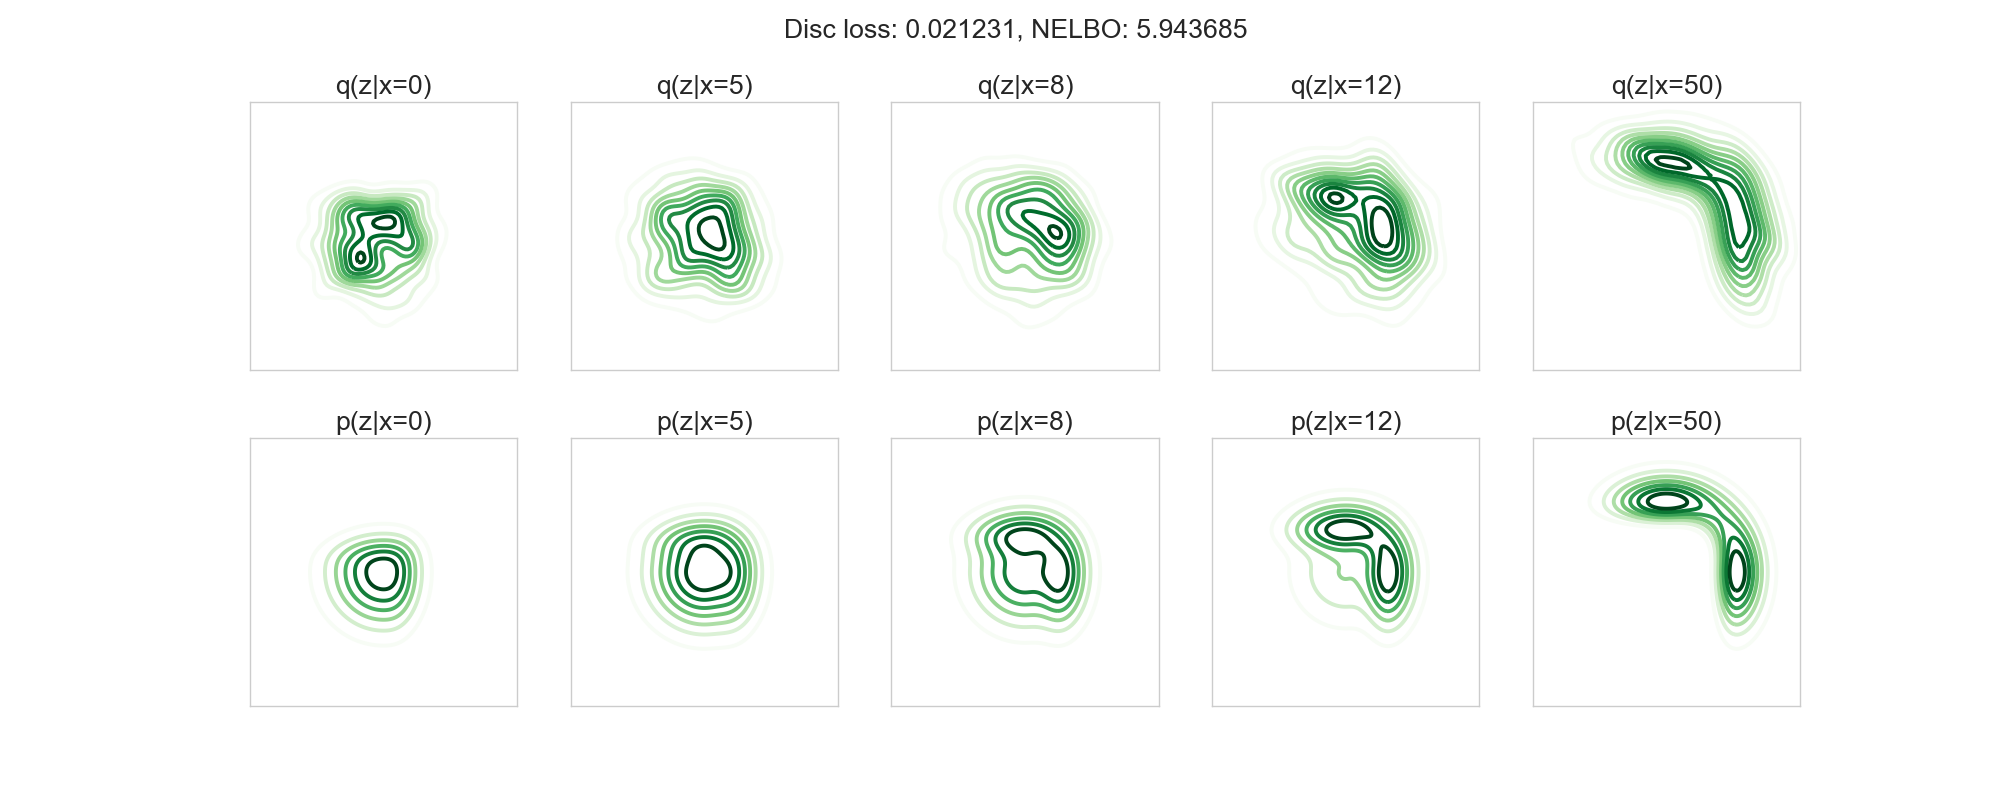 Disc loss: 0.021231, NELBO: 5.943685
q(z|x=0) q(z|x=5) q(z|x=8) q(z|x=12) q(z|x=50)
p(z|x=0) p(z|x=5) p(z|x=8) p(z|x=12) p(z|x=50)